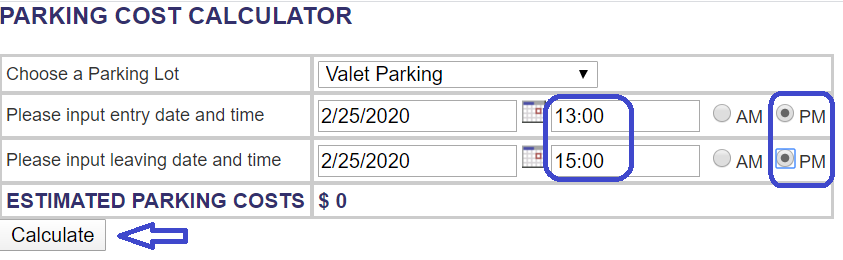 PARKING COST CALCULATOR
Choose a Parking Lot Valet Parking
Please input entry date and time 2/25/2020 13:00 AM PM
Please input leaving date and time 2/25/2020 15:00 AM PM
ESTIMATED PARKING COSTS $ 0
Calculate